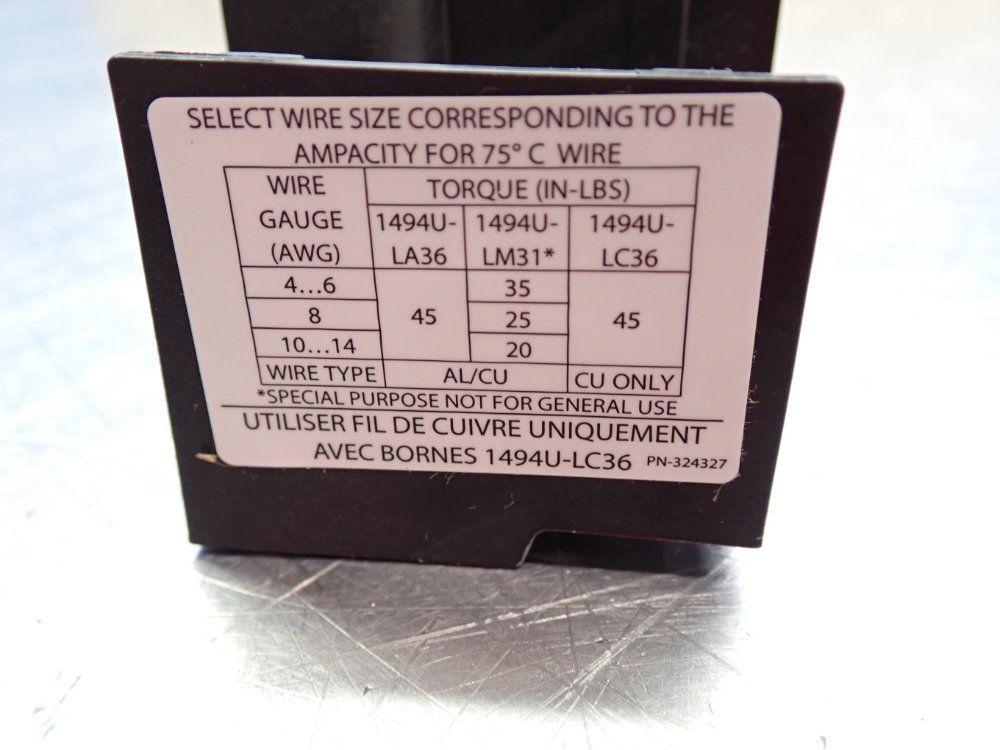 SELECT WIRE SIZE CORRESPONDING TO THE
AMPACITY FOR 75° C WIRE
WIRE GAUGE (AWG) TORQUE (IN-LBS)
1494U-LA36 1494U-LM31* 1494U-LC36
4...6 45 35 45
8 25
10...14 20
WIRE TYPE AL/CU CU ONLY
*SPECIAL PURPOSE NOT FOR GENERAL USE
UTILISER FIL DE CUIVRE UNIQUEMENT
AVEC BORNES 1494U-LC36 PN-324327